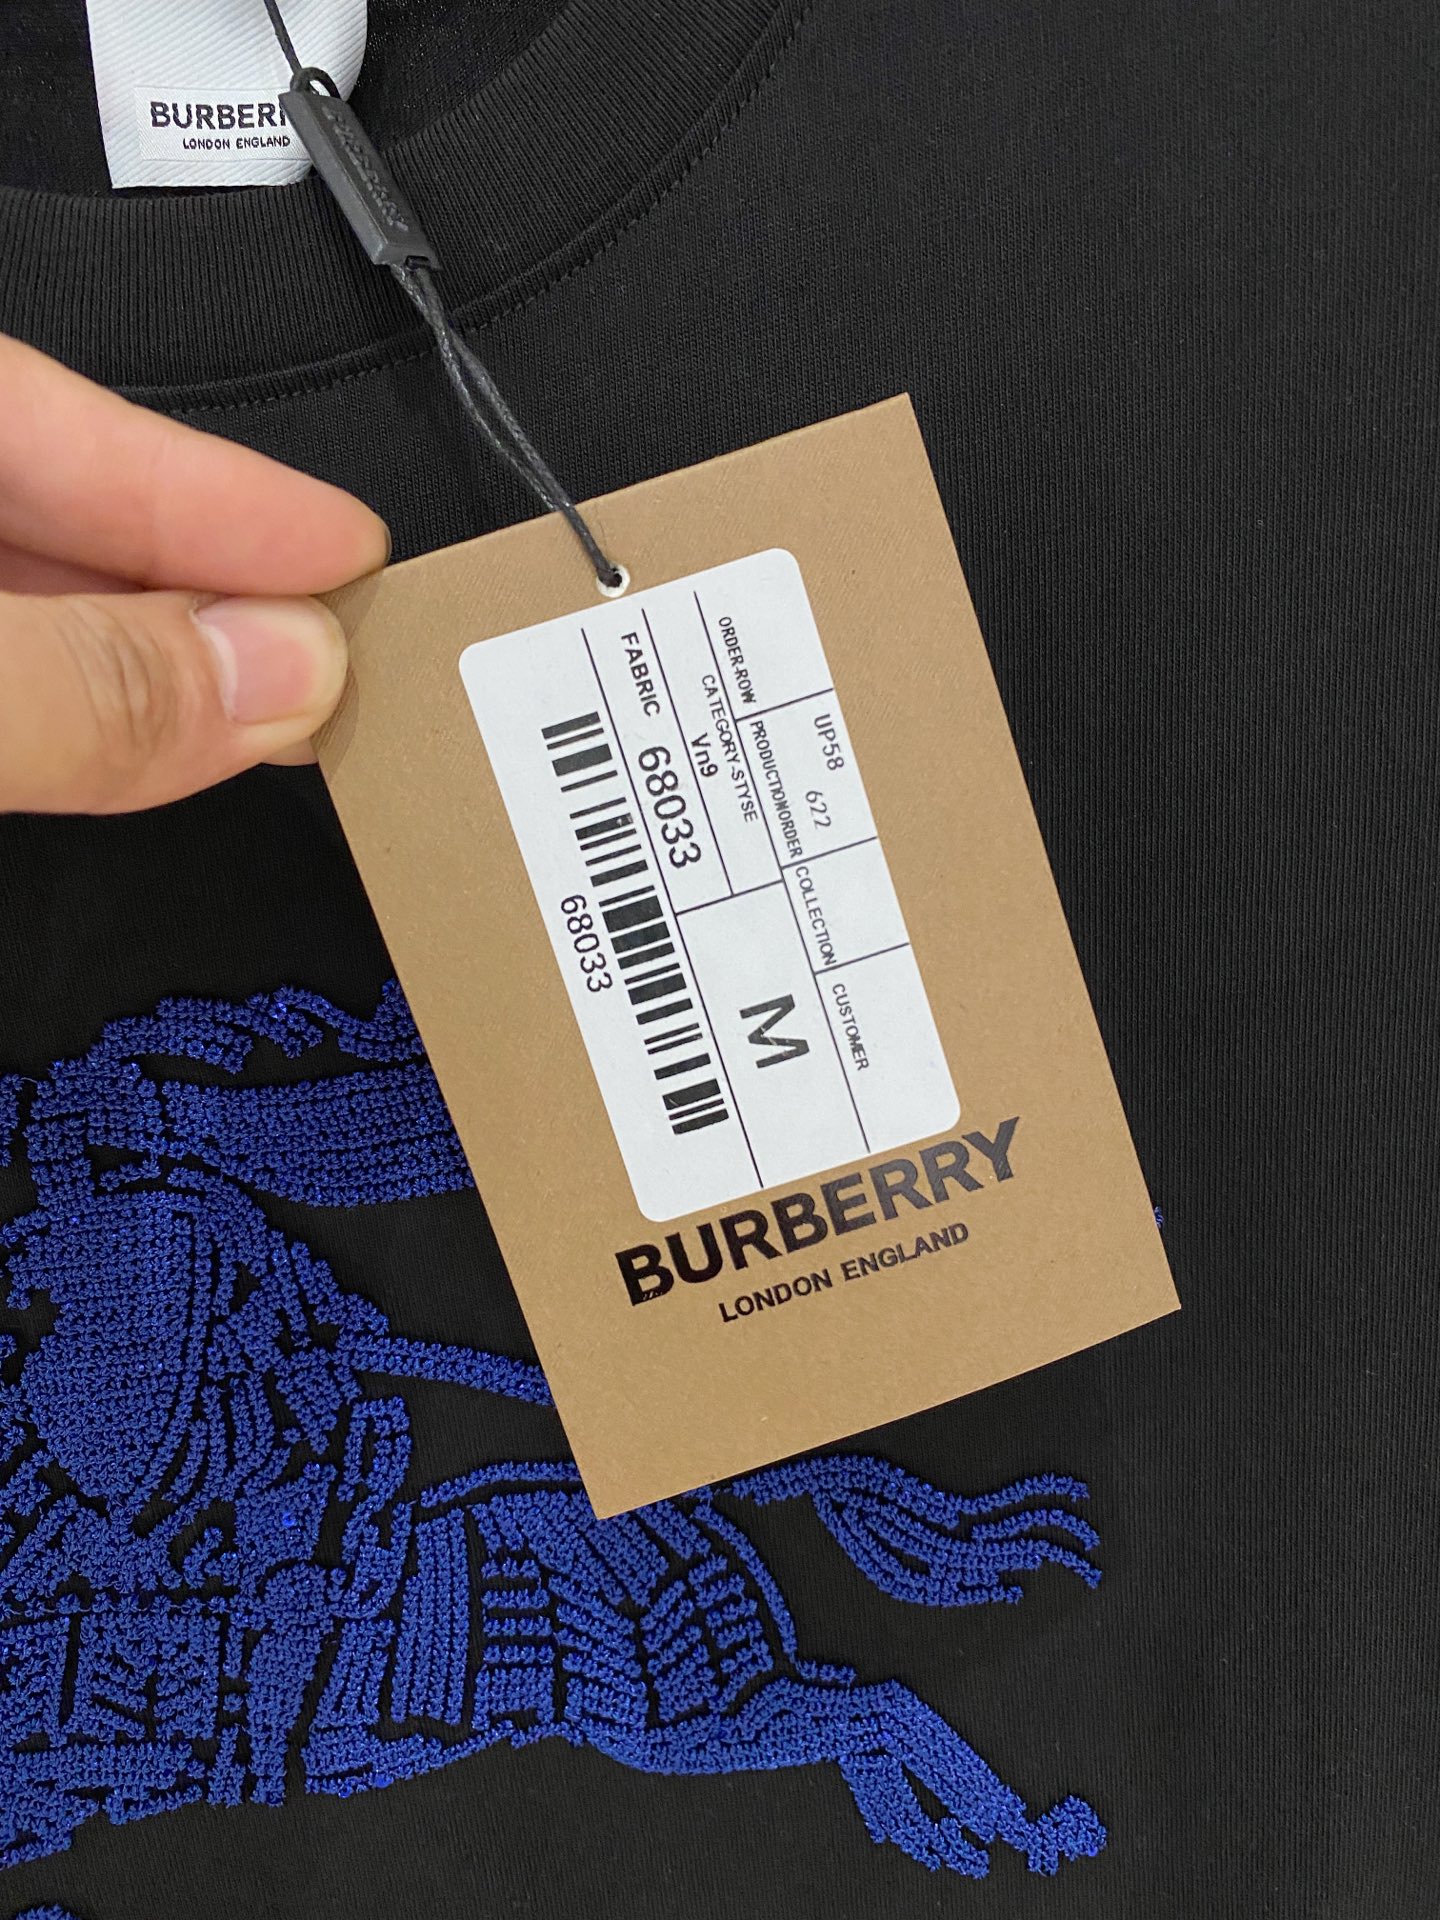 BURBERR
LONDON ENGLAND
BURBERRY
UP58 622
ORDER-ROW PRODUCTIONORDER COLLECTION CUSTOMER
CATEGORY-STYSE
Vn9
FABRIC 68033
M
68033
BURBERRY
LONDON ENGLAND